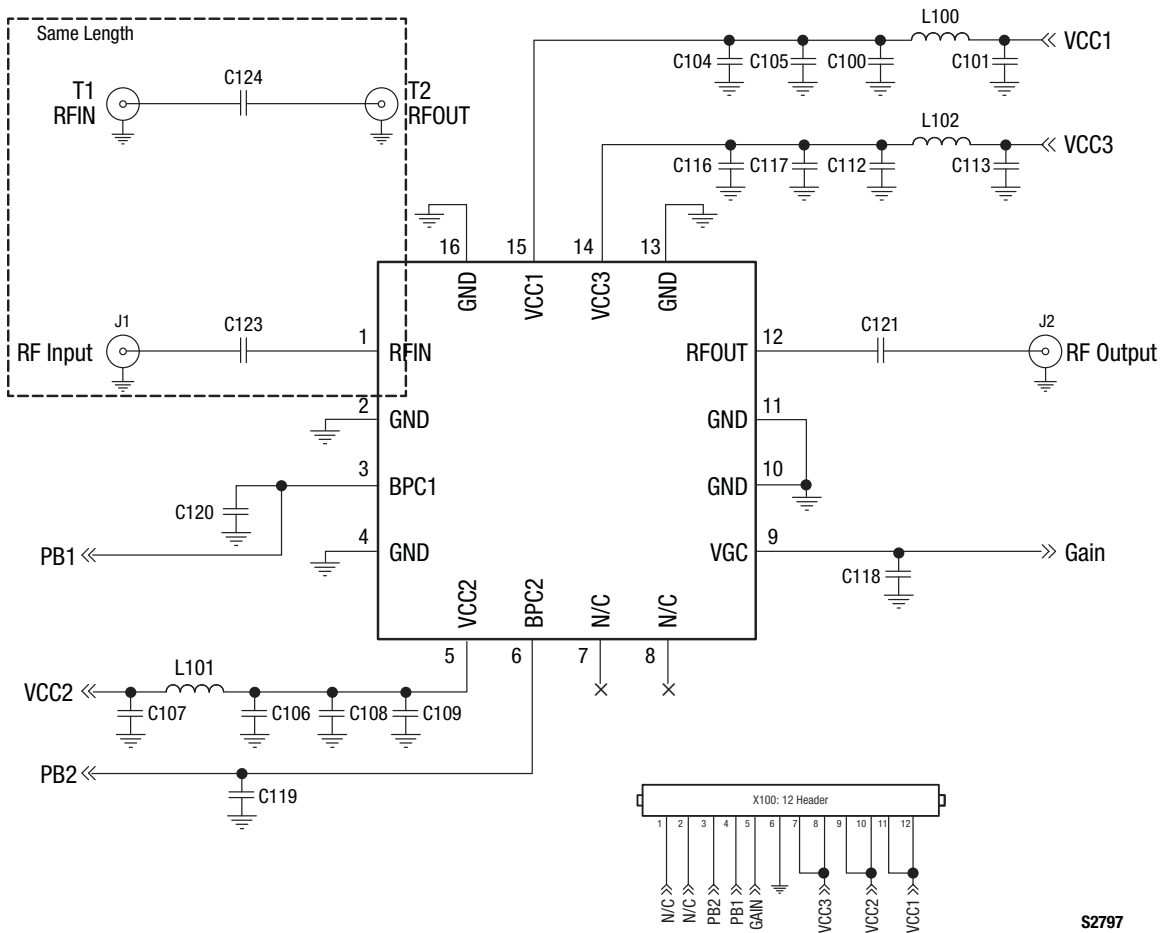 Same Length
T1
RFIN
C124
T2
RFOUT
L100
VCC1
C104
C105
C100
C101
L102
VCC3
C116
C117
C112
C113
16
15
14
13
GND
VCC1
VCC3
GND
RF Input
J1
C123
1
RFIN
RFOUT
12
C121
J2
RF Output
2
GND
GND
11
3
BPC1
GND
10
C120
PB1
4
GND
VGC
9
Gain
C118
VCC2
BPC2
N/C
N/C
5
6
7
8
VCC2
L101
C107
C106
C108
C109
PB2
C119
X100: 12 Header
1 2 3 4 5 6 7 8 9 10 11 12
N/C
N/C
PB2
PB1
GAIN
VCC3
VCC2
VCC1
S2797